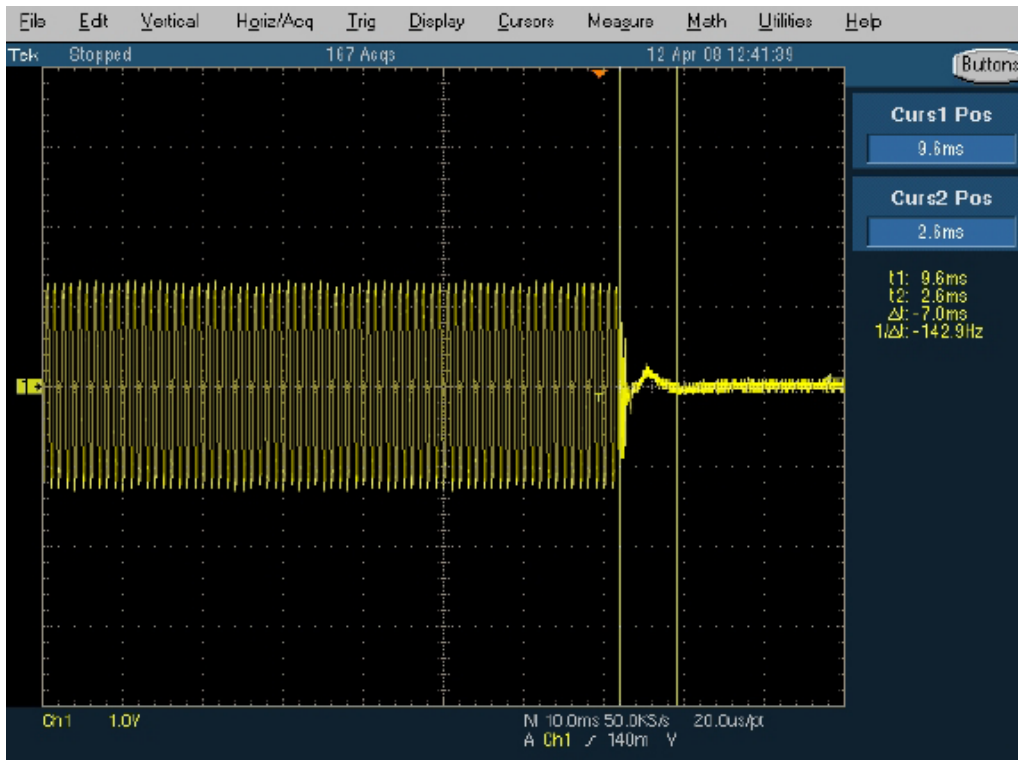 File Edit Vertical Horiz/Acq Trig Display Cursors Measure Math Utilities Help
Tek Stopped 167 Acqs 12 Apr 08 12:41:39
Buttons
Curs1 Pos
9.6ms
Curs2 Pos
2.6ms
t1: 9.6ms
t2: 2.6ms
Δt: -7.0ms
1/Δt: -142.9Hz
1
T
Ch1 1.0V M 10.0ms 50.0KS/s 20.0us/pt
A Ch1 / 140m V